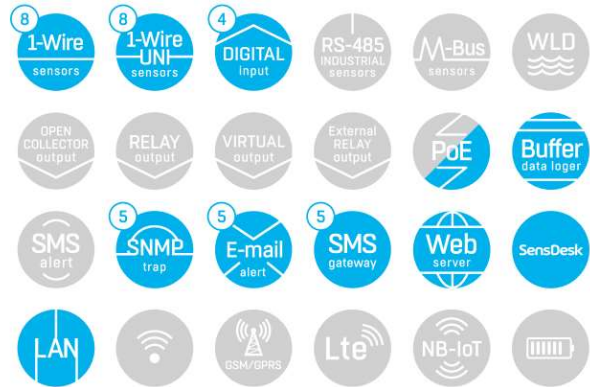 8
1-Wire
sensors
8
1-Wire
UNI
sensors
4
DIGITAL
input
RS-485
INDUSTRIAL
sensors
M-Bus
sensors
WLD
OPEN
COLLECTOR
output
RELAY
output
VIRTUAL
output
External
RELAY
output
PoE
Buffer
data loger
SMS
alert
5
SNMP
trap
5
E-mail
alert
5
SMS
gateway
Web
server
SensDesk
LAN
GSM/GPRS
Lte
NB-IoT